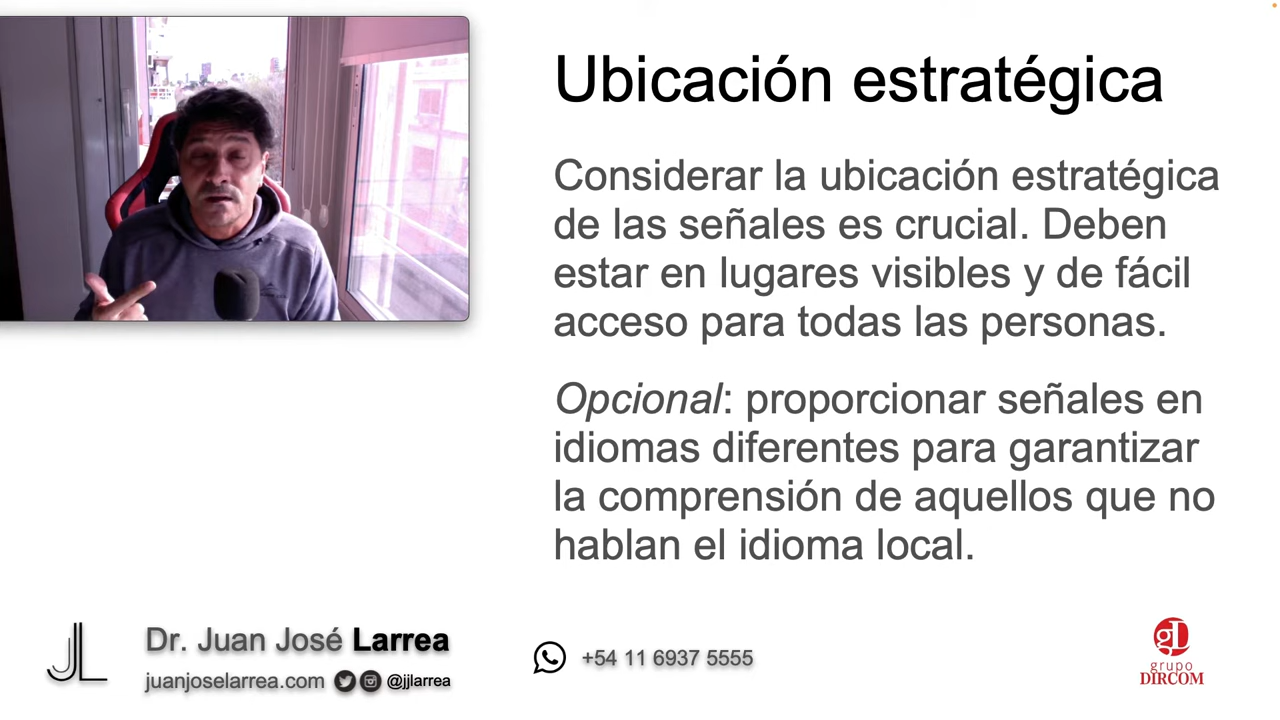 Ubicación estratégica
Considerar la ubicación estratégica
de las señales es crucial. Deben
estar en lugares visibles y de fácil
acceso para todas las personas.
Opcional: proporcionar señales en
idiomas diferentes para garantizar
la comprensión de aquellos que no
hablan el idioma local.
JL
Dr. Juan José Larrea
juanjoselarrea.com @jjlarrea
+54 11 6937 5555
gD
grupo
DIRCOM